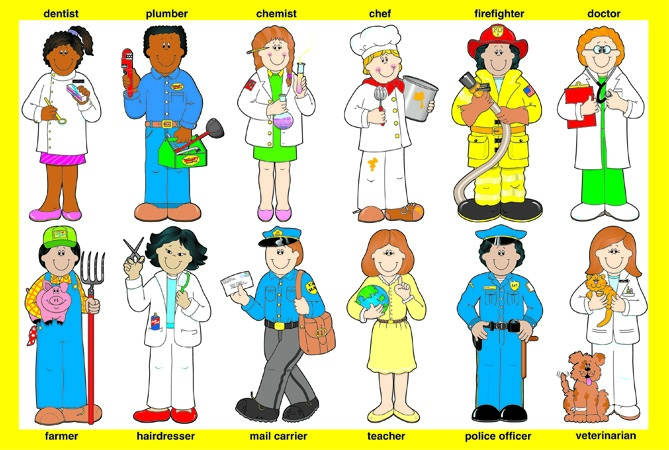 dentist
plumber
chemist
chef
firefighter
doctor
farmer
hairdresser
mail carrier
teacher
police officer
veterinarian